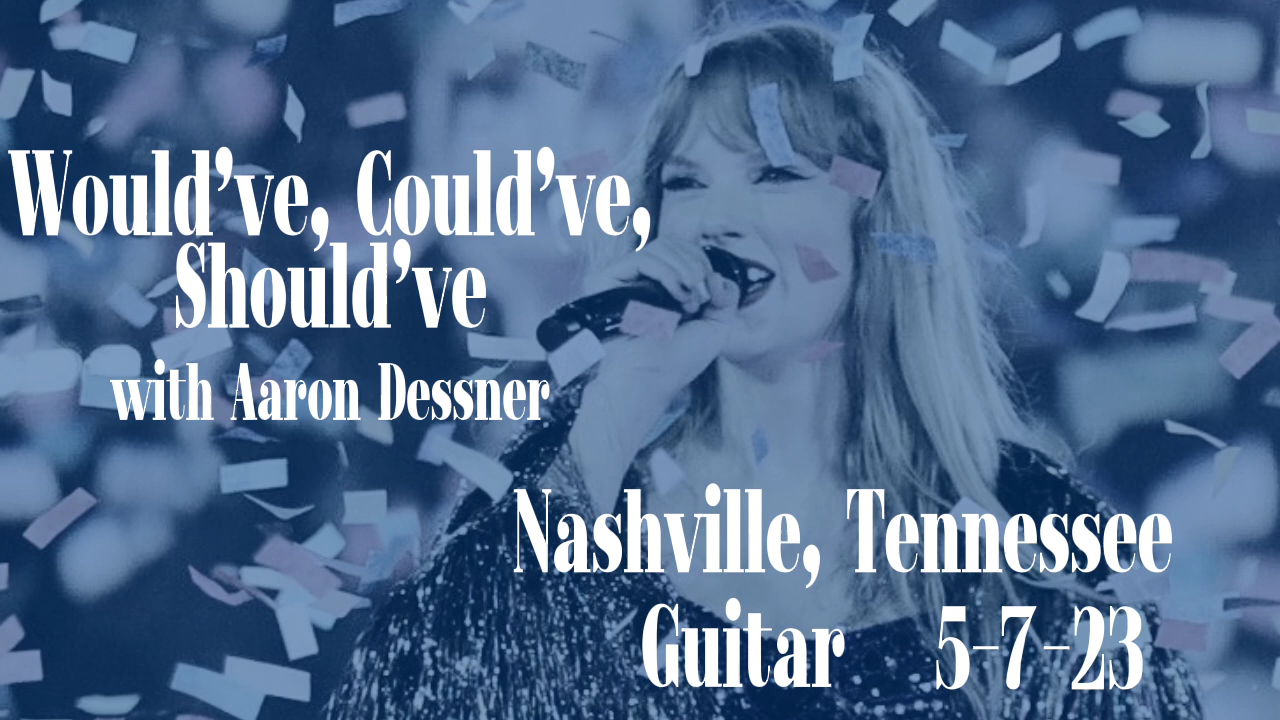 Would've, Could've,
Should've
with Aaron Dessner
Nashville, Tennessee
Guitar 5-7-23